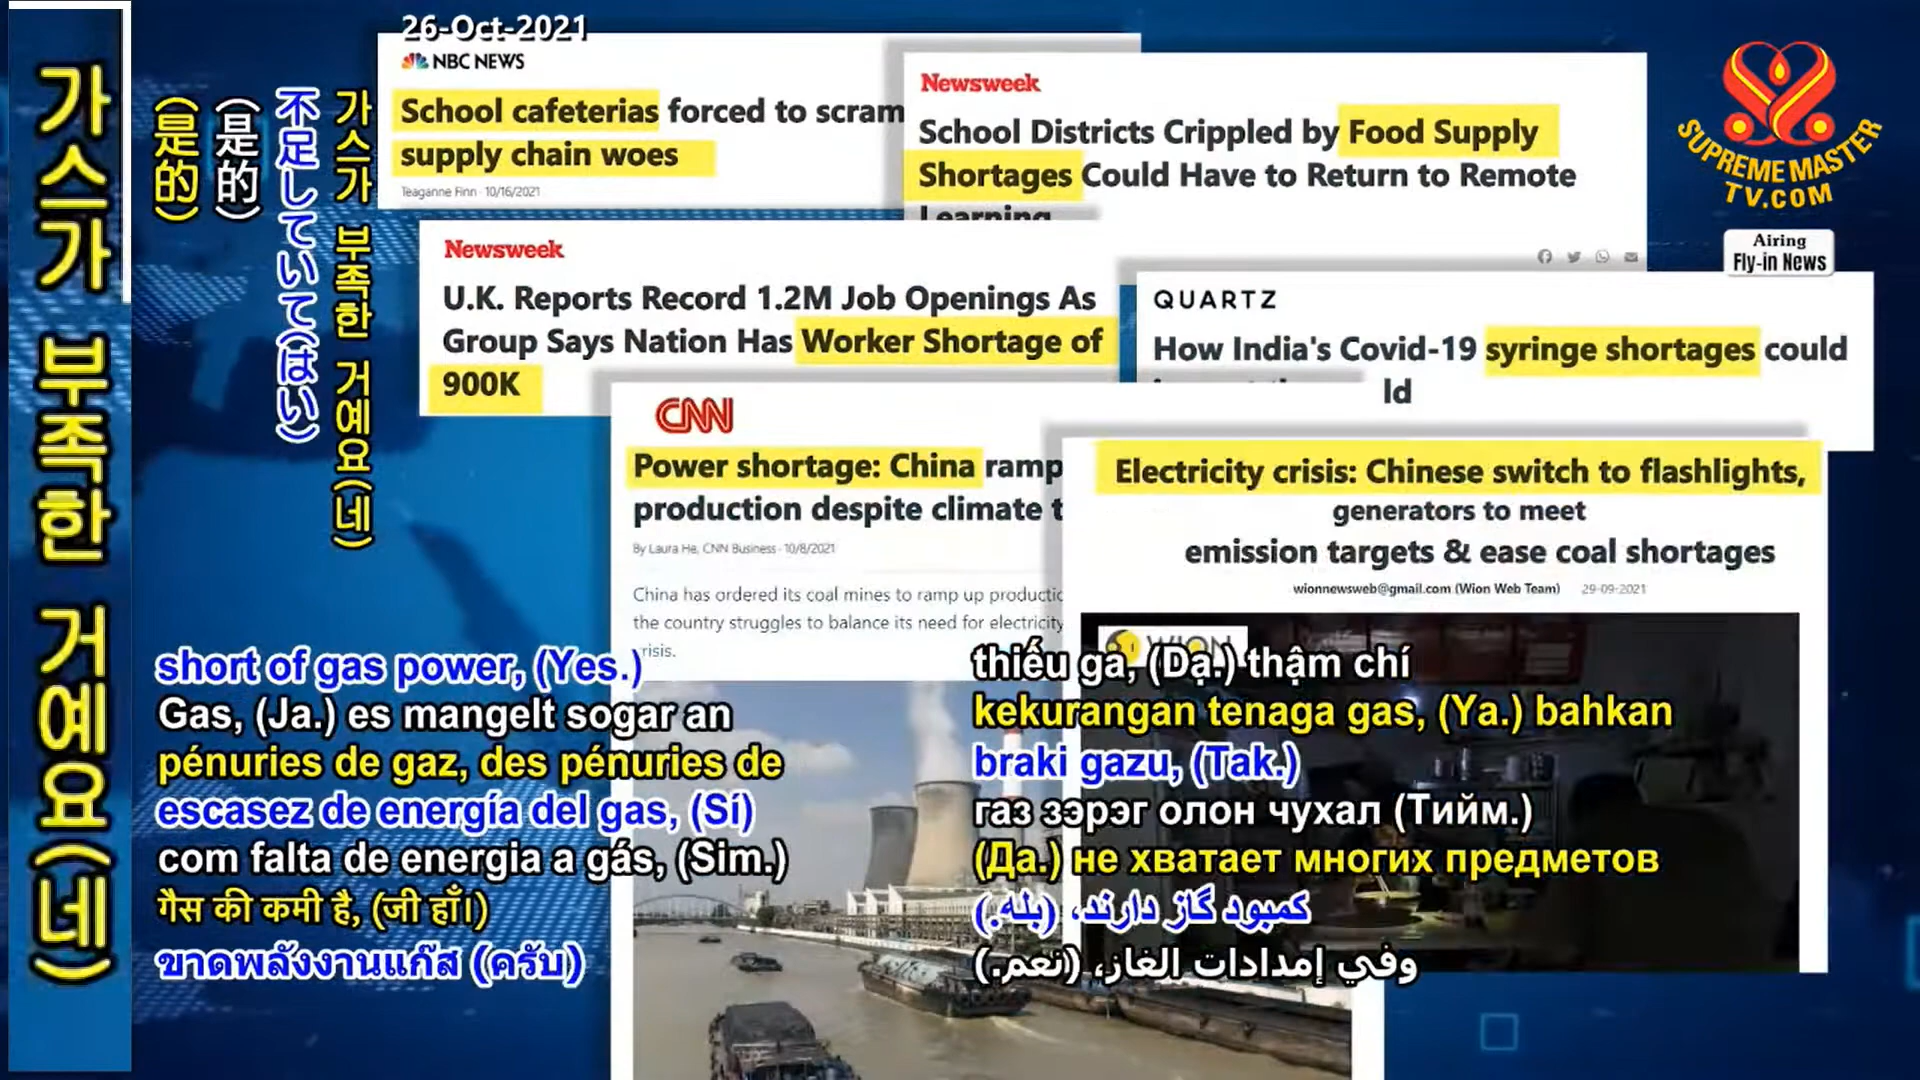 26-Oct-2021
NBC NEWS
School cafeterias forced to scram
supply chain woes
Teaganne Finn · 10/16/2021
Newsweek
School Districts Crippled by Food Supply
Shortages Could Have to Return to Remote
Learning
SUPREME MASTER
TV.COM
Airing
Fly-in News
Newsweek
U.K. Reports Record 1.2M Job Openings As
Group Says Nation Has Worker Shortage of
900K
QUARTZ
How India's Covid-19 syringe shortages could
ld
CNN
Power shortage: China ramp
production despite climate t
By Laura He, CNN Business · 10/8/2021
China has ordered its coal mines to ramp up productio
the country struggles to balance its need for electricity
risis.
Electricity crisis: Chinese switch to flashlights,
generators to meet
emission targets & ease coal shortages
wionnewsweb@gmail.com (Wion Web Team) 29-09-2021
WION
가스가 부족한 거예요(네)
(是的)
(是的)
不足していて(はい)
가스가 부족한 거예요(네)
short of gas power, (Yes.)
Gas, (Ja.) es mangelt sogar an
pénuries de gaz, des pénuries de
escasez de energía del gas, (Sí)
com falta de energia a gás, (Sim.)
गैस की कमी है, (जी हाँ।)
ขาดพลังงานแก๊ส (ครับ)
thiếu ga, (Dạ.) thậm chí
kekurangan tenaga gas, (Ya.) bahkan
braki gazu, (Tak.)
газ зэрэг олон чухал (Тийм.)
(Да.) не хватает многих предметов
کمبود گاز دارند، (بله.)
وفي إمدادات الغاز، (نعم.)